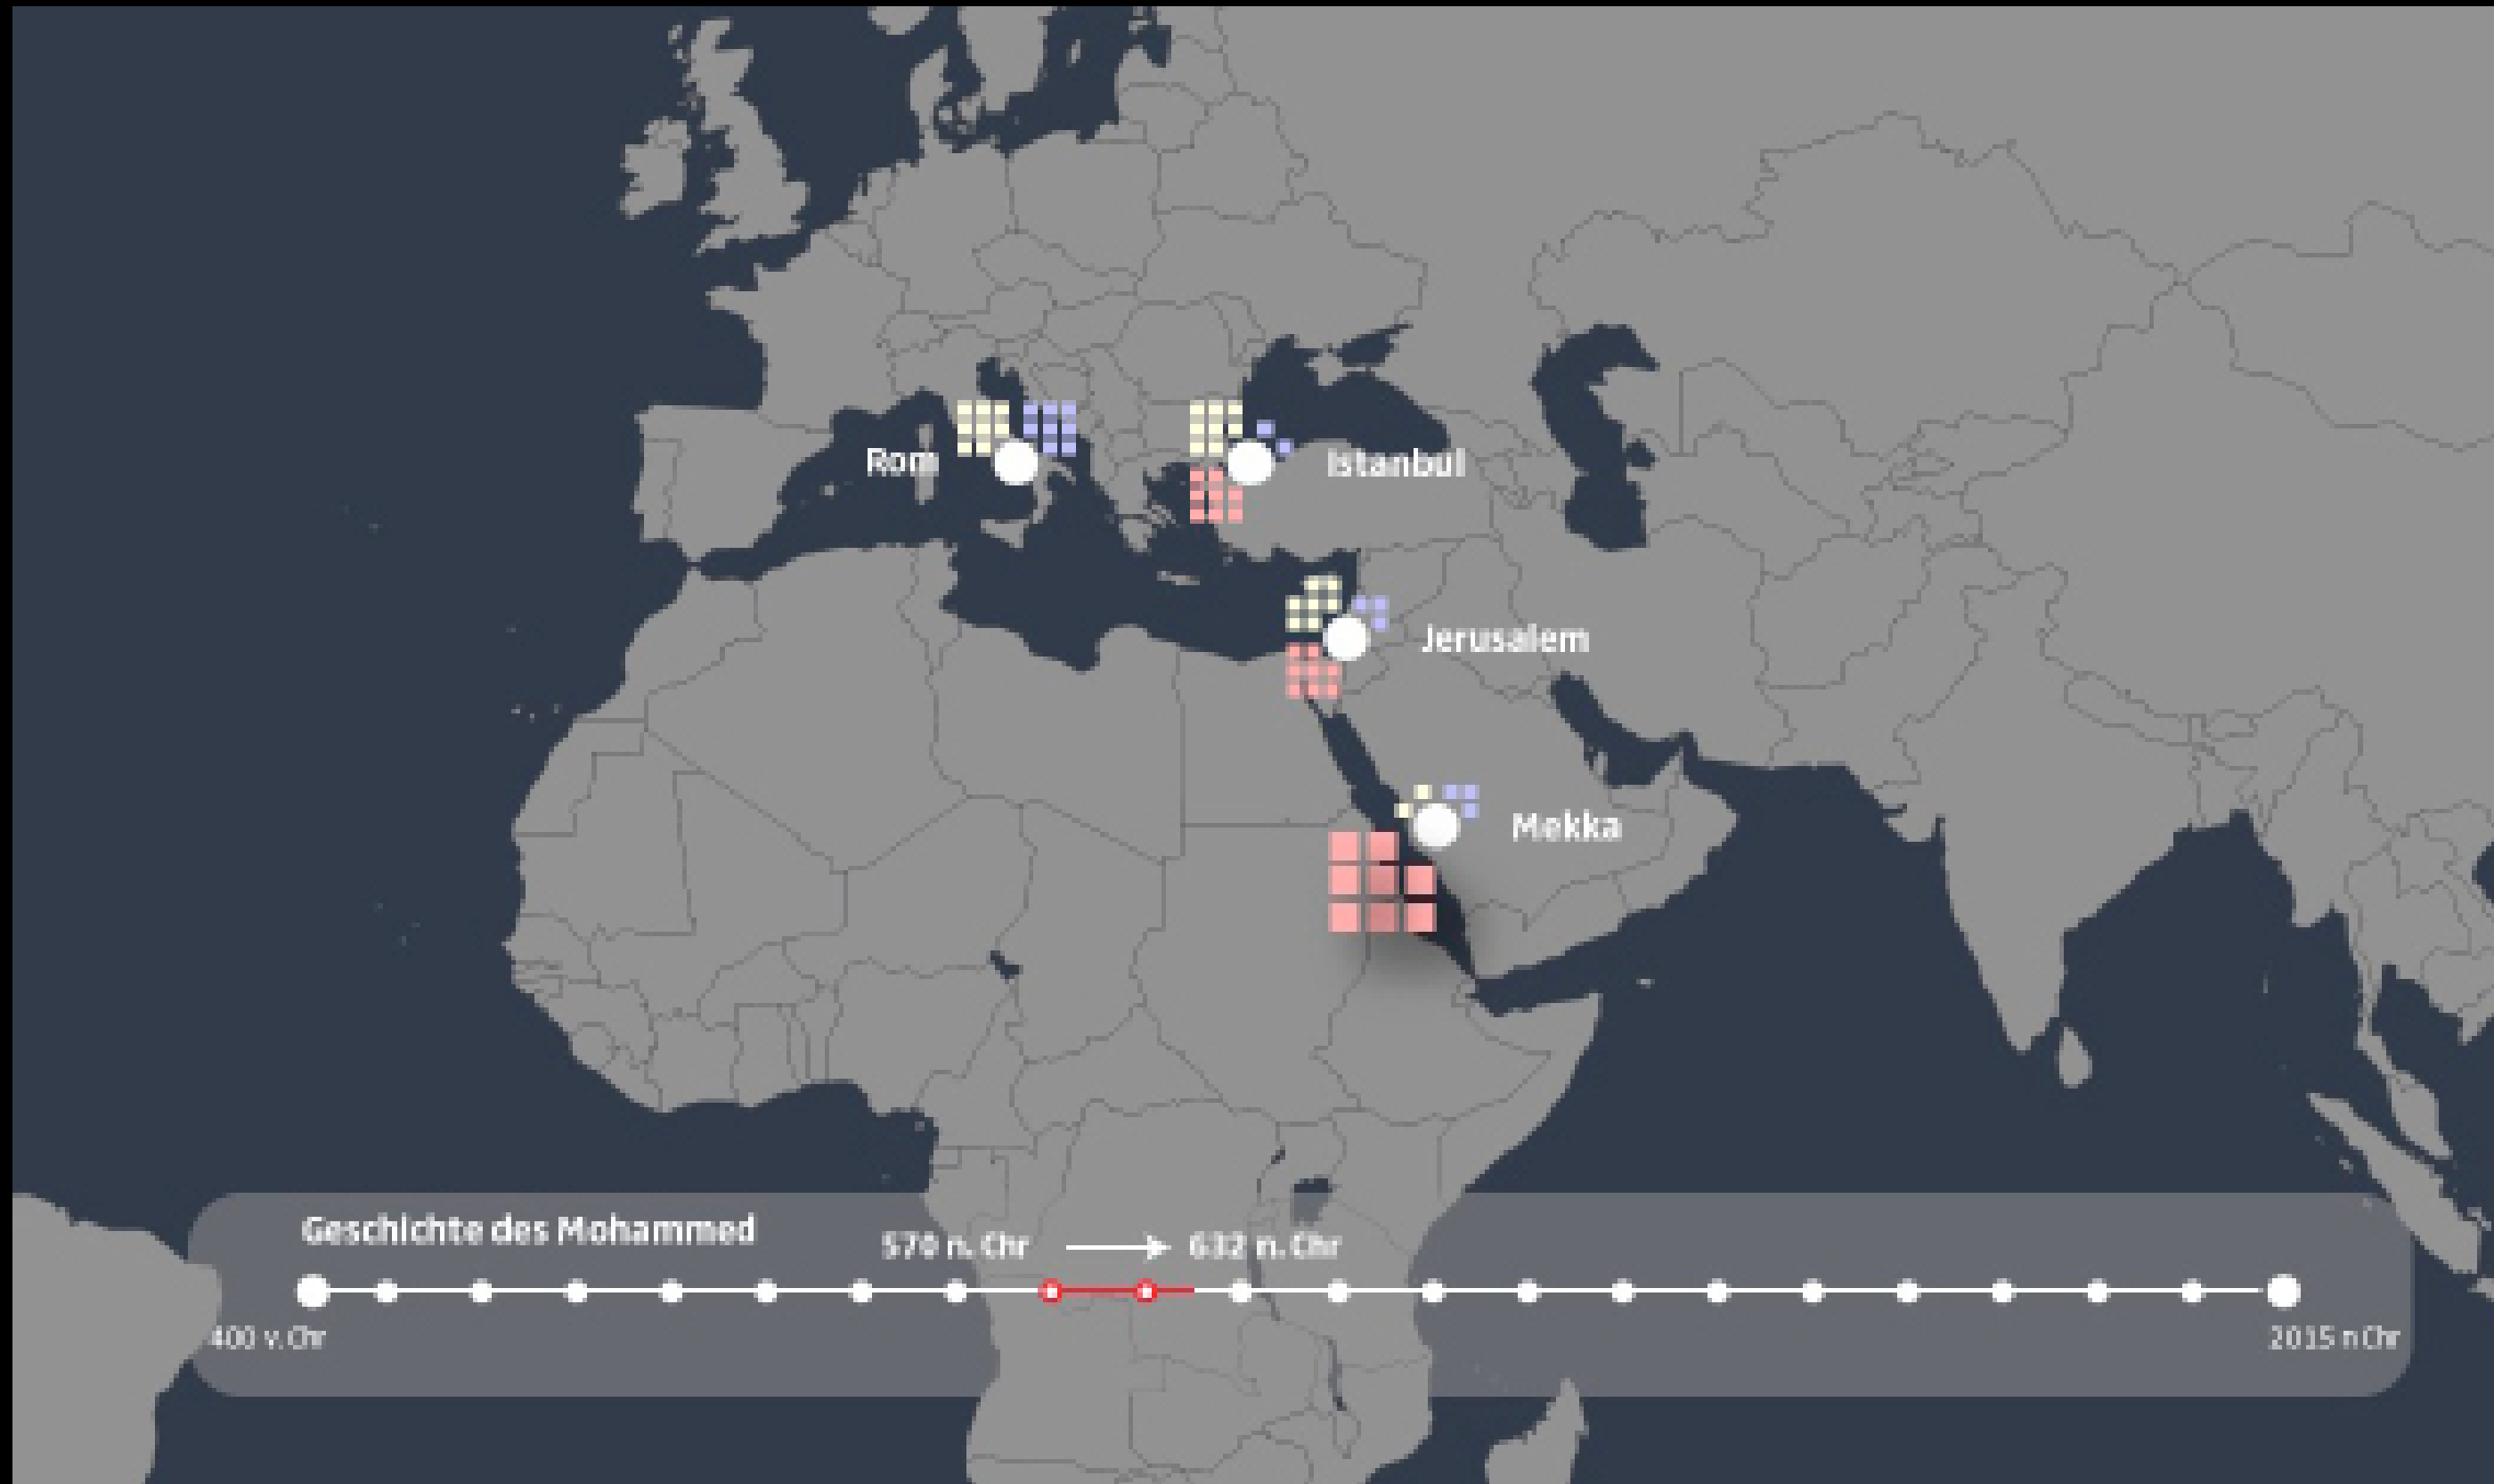 Rom
Istanbul
Jerusalem
Mekka
Geschichte des Mohammed
570 n. Chr
632 n. Chr
400 v. Chr
2015 n Chr